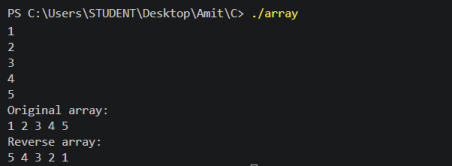 PS C:\Users\STUDENT\Desktop\Amit\C> ./array
1
2
3
4
5
Original array:
1 2 3 4 5
Reverse array:
5 4 3 2 1